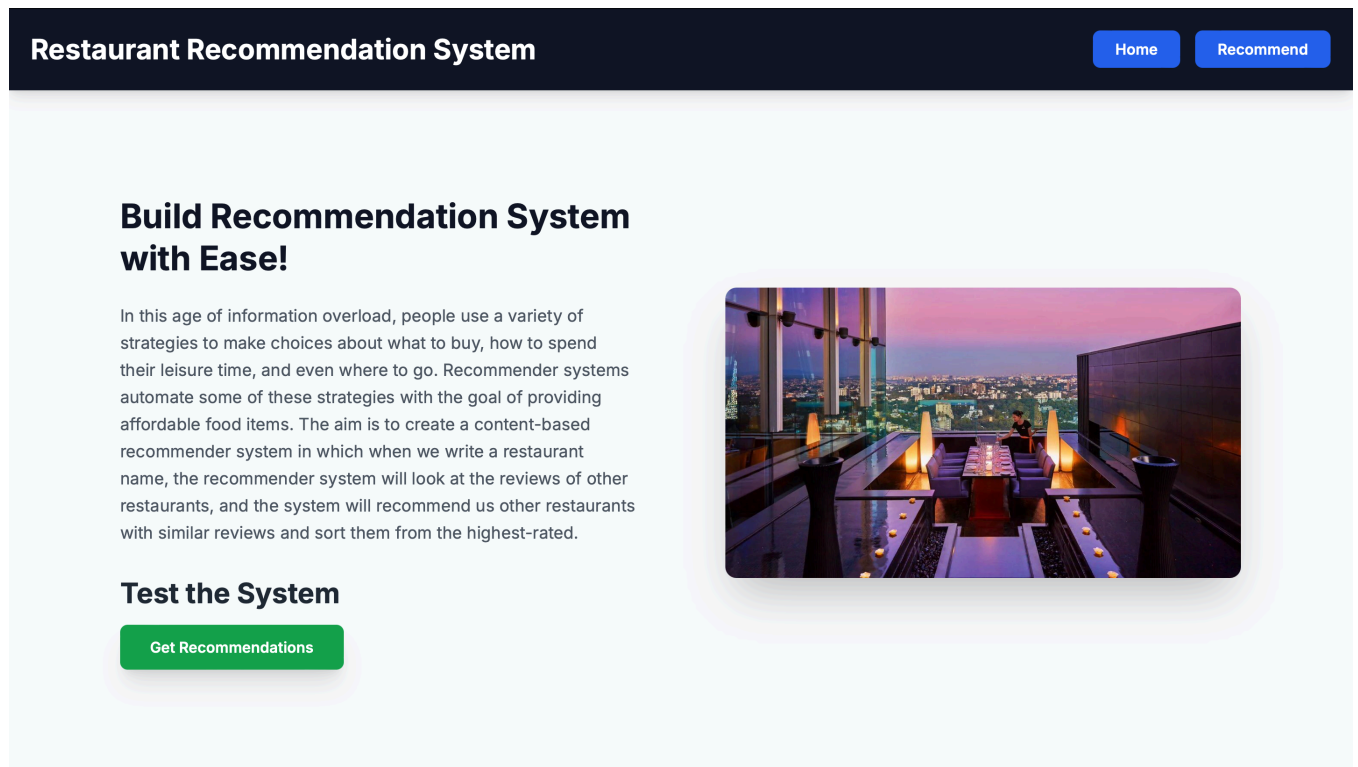 Restaurant Recommendation System
Home
Recommend
Build Recommendation System
with Ease!
In this age of information overload, people use a variety of
strategies to make choices about what to buy, how to spend
their leisure time, and even where to go. Recommender systems
automate some of these strategies with the goal of providing
affordable food items. The aim is to create a content-based
recommender system in which when we write a restaurant
name, the recommender system will look at the reviews of other
restaurants, and the system will recommend us other restaurants
with similar reviews and sort them from the highest-rated.
Test the System
Get Recommendations